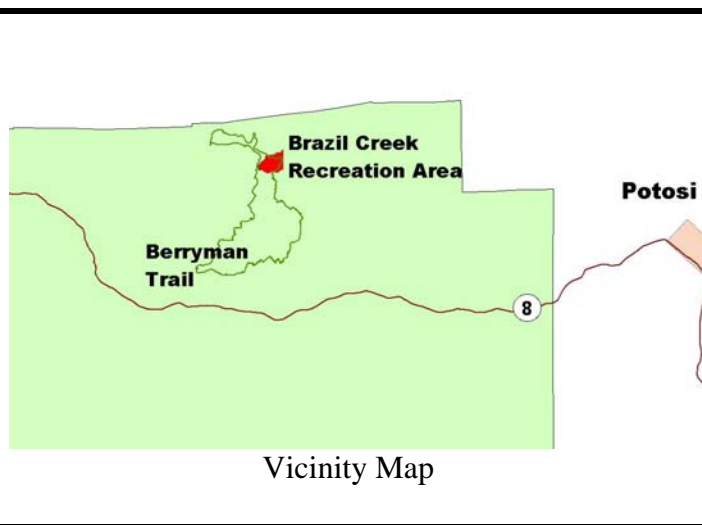 Brazil Creek
Recreation Area
Potosi
Berryman
Trail
8
Vicinity Map